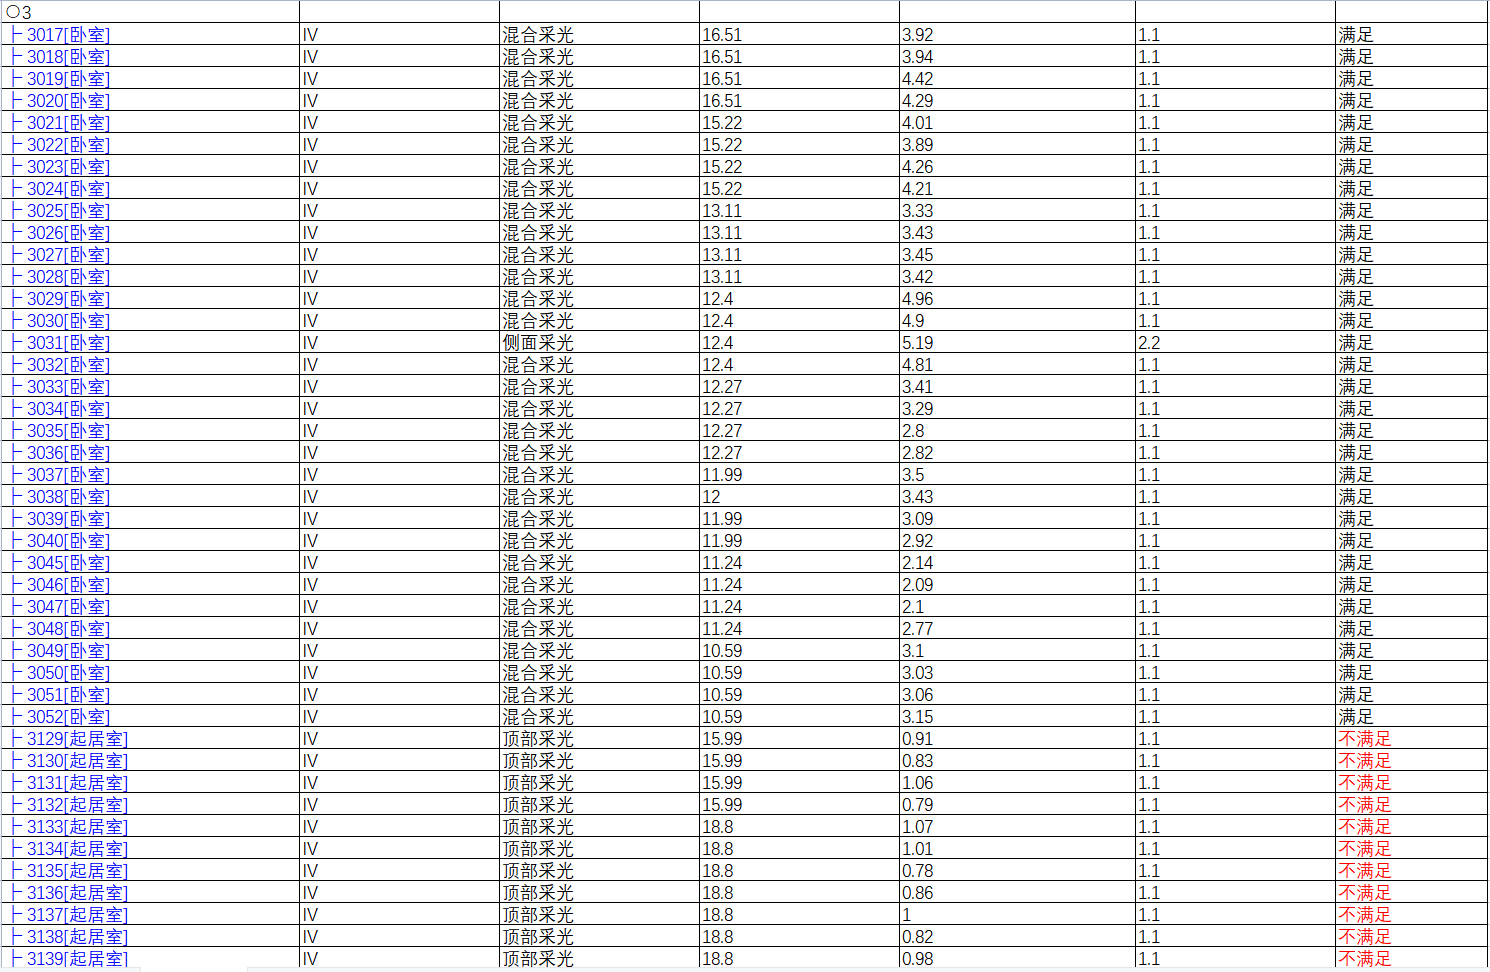 ○3
├ 3017[卧室] IV 混合采光 16.51 3.92 1.1 满足
├ 3018[卧室] IV 混合采光 16.51 3.94 1.1 满足
├ 3019[卧室] IV 混合采光 16.51 4.42 1.1 满足
├ 3020[卧室] IV 混合采光 16.51 4.29 1.1 满足
├ 3021[卧室] IV 混合采光 15.22 4.01 1.1 满足
├ 3022[卧室] IV 混合采光 15.22 3.89 1.1 满足
├ 3023[卧室] IV 混合采光 15.22 4.26 1.1 满足
├ 3024[卧室] IV 混合采光 15.22 4.21 1.1 满足
├ 3025[卧室] IV 混合采光 13.11 3.33 1.1 满足
├ 3026[卧室] IV 混合采光 13.11 3.43 1.1 满足
├ 3027[卧室] IV 混合采光 13.11 3.45 1.1 满足
├ 3028[卧室] IV 混合采光 13.11 3.42 1.1 满足
├ 3029[卧室] IV 混合采光 12.4 4.96 1.1 满足
├ 3030[卧室] IV 混合采光 12.4 4.9 1.1 满足
├ 3031[卧室] IV 侧面采光 12.4 5.19 2.2 满足
├ 3032[卧室] IV 混合采光 12.4 4.81 1.1 满足
├ 3033[卧室] IV 混合采光 12.27 3.41 1.1 满足
├ 3034[卧室] IV 混合采光 12.27 3.29 1.1 满足
├ 3035[卧室] IV 混合采光 12.27 2.8 1.1 满足
├ 3036[卧室] IV 混合采光 12.27 2.82 1.1 满足
├ 3037[卧室] IV 混合采光 11.99 3.5 1.1 满足
├ 3038[卧室] IV 混合采光 12 3.43 1.1 满足
├ 3039[卧室] IV 混合采光 11.99 3.09 1.1 满足
├ 3040[卧室] IV 混合采光 11.99 2.92 1.1 满足
├ 3045[卧室] IV 混合采光 11.24 2.14 1.1 满足
├ 3046[卧室] IV 混合采光 11.24 2.09 1.1 满足
├ 3047[卧室] IV 混合采光 11.24 2.1 1.1 满足
├ 3048[卧室] IV 混合采光 11.24 2.77 1.1 满足
├ 3049[卧室] IV 混合采光 10.59 3.1 1.1 满足
├ 3050[卧室] IV 混合采光 10.59 3.03 1.1 满足
├ 3051[卧室] IV 混合采光 10.59 3.06 1.1 满足
├ 3052[卧室] IV 混合采光 10.59 3.15 1.1 满足
├ 3129[起居室] IV 顶部采光 15.99 0.91 1.1 不满足
├ 3130[起居室] IV 顶部采光 15.99 0.83 1.1 不满足
├ 3131[起居室] IV 顶部采光 15.99 1.06 1.1 不满足
├ 3132[起居室] IV 顶部采光 15.99 0.79 1.1 不满足
├ 3133[起居室] IV 顶部采光 18.8 1.07 1.1 不满足
├ 3134[起居室] IV 顶部采光 18.8 1.01 1.1 不满足
├ 3135[起居室] IV 顶部采光 18.8 0.78 1.1 不满足
├ 3136[起居室] IV 顶部采光 18.8 0.86 1.1 不满足
├ 3137[起居室] IV 顶部采光 18.8 1 1.1 不满足
├ 3138[起居室] IV 顶部采光 18.8 0.82 1.1 不满足
├ 3139[起居室] IV 顶部采光 18.8 0.98 1.1 不满足